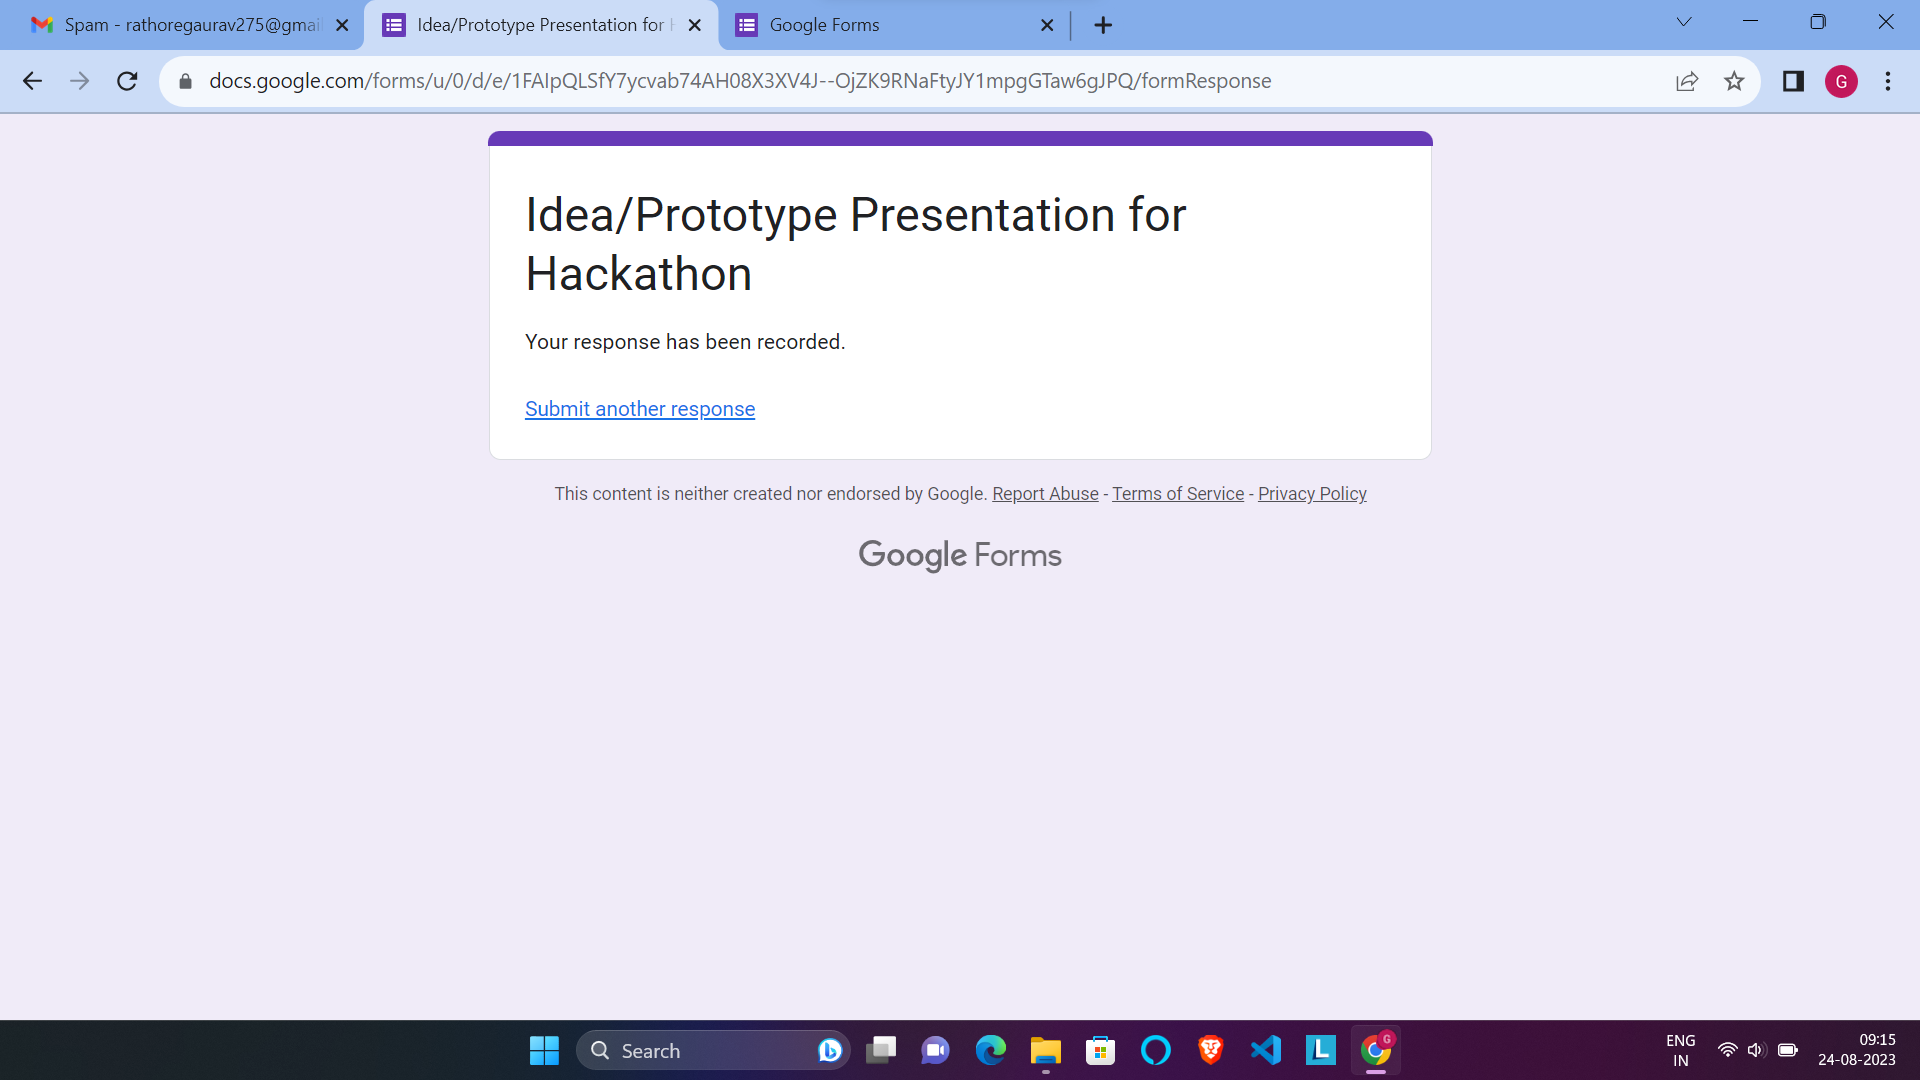 Spam - rathoregaurav275@gmail
Idea/Prototype Presentation for H
Google Forms
docs.google.com/forms/u/0/d/e/1FAIpQLSfY7ycvab74AH08X3XV4J--OjZK9RNaFtyJY1mpgGTaw6gJPQ/formResponse
G
Idea/Prototype Presentation for
Hackathon
Your response has been recorded.
Submit another response
This content is neither created nor endorsed by Google. Report Abuse - Terms of Service - Privacy Policy
Google Forms
Search
L
G
ENG
IN
09:15
24-08-2023